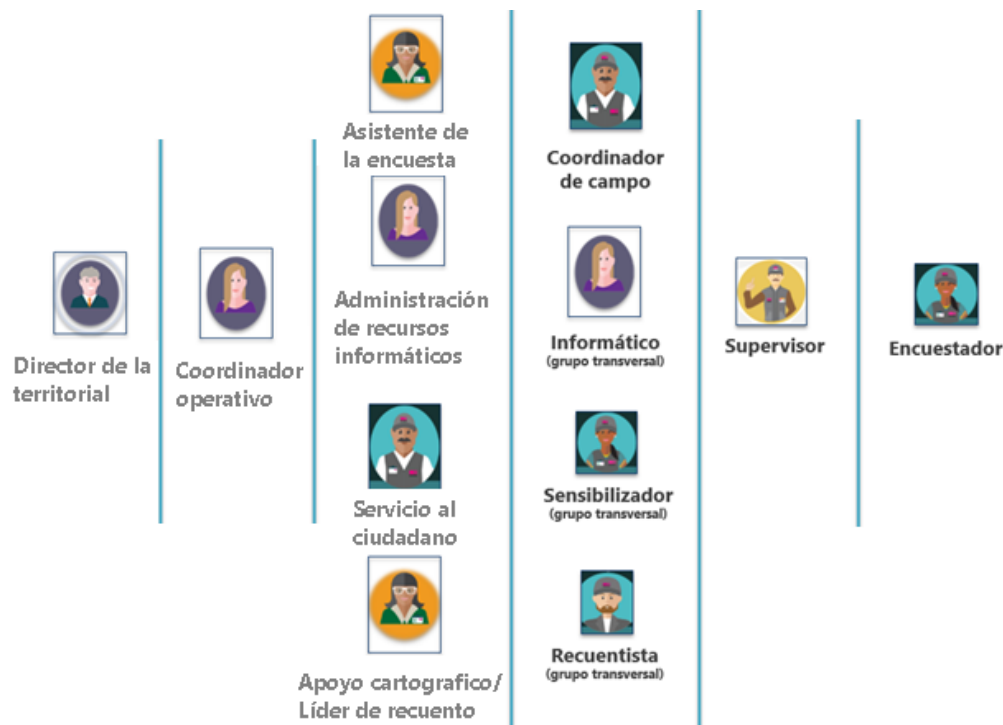 Director de la
territorial
Coordinador
operativo
Asistente de
la encuesta
Administración
de recursos
informáticos
Servicio al
ciudadano
Apoyo cartografico/
Líder de recuento
Coordinador
de campo
Informático
(grupo transversal)
Sensibilizador
(grupo transversal)
Recuentista
(grupo transversal)
Supervisor
Encuestador